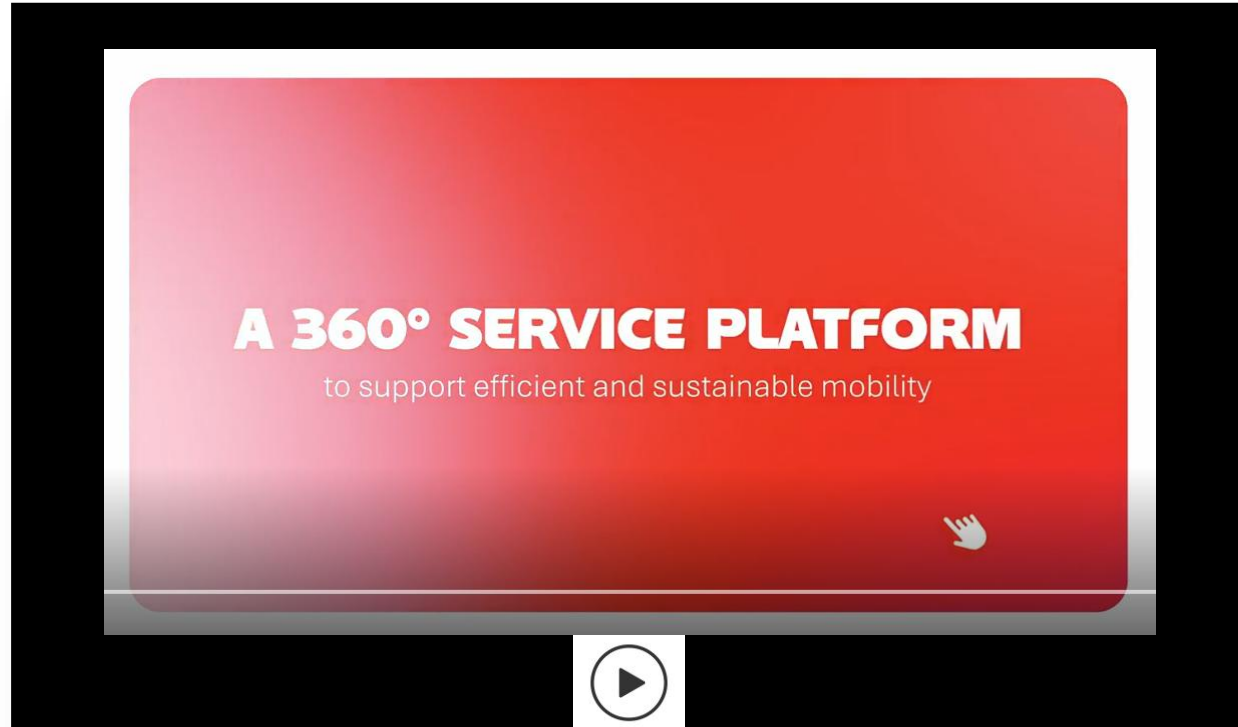 A 360° SERVICE PLATFORM
to support efficient and sustainable mobility